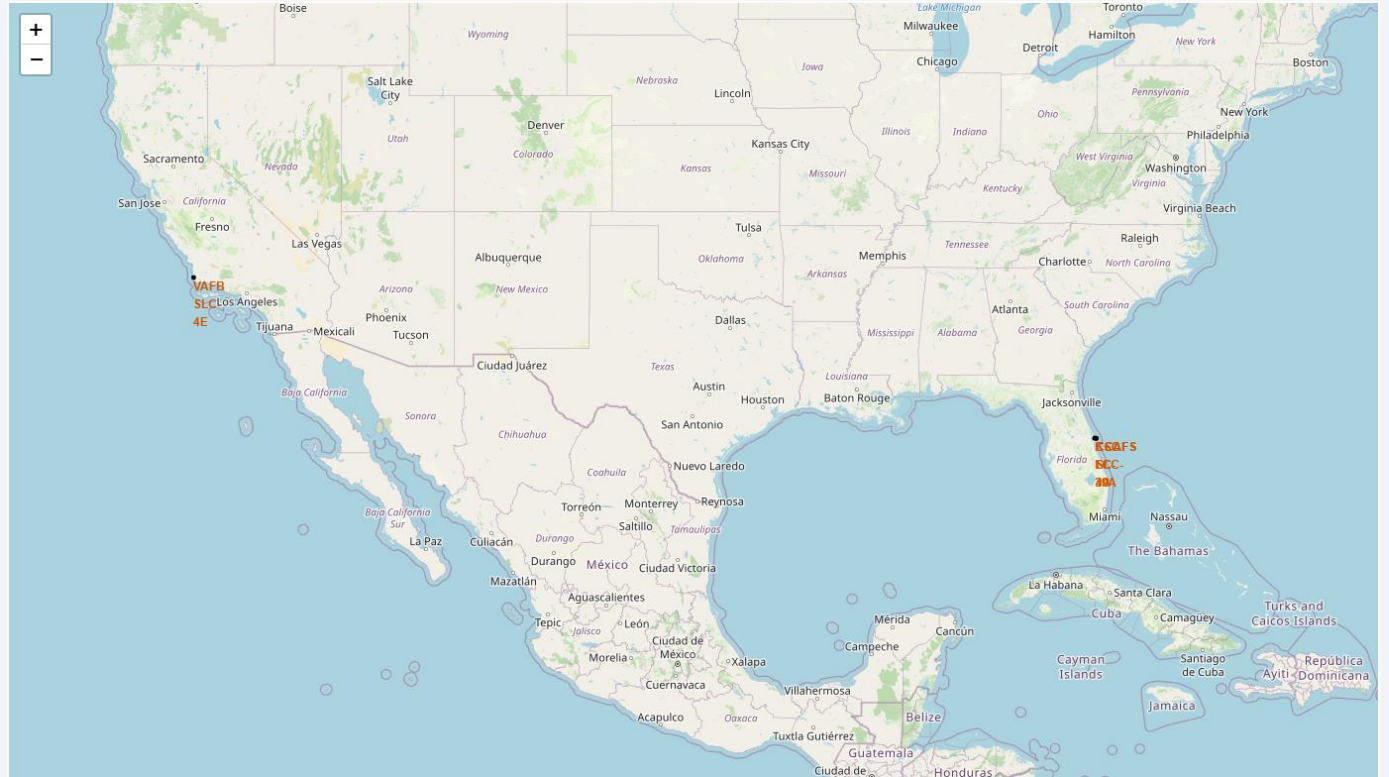 Boise
Wyoming
Lake Michigan
Milwaukee
Toronto
Hamilton
New York
Detroit
Chicago
Boston
+
−
Salt Lake
City
Nebraska
Iowa
Lincoln
Pennsylvania
New York
Philadelphia
Denver
Utah
Colorado
Illinois
Indiana
Ohio
Kansas City
Sacramento
Nevada
Kansas
Missouri
West Virginia
Washington
Virginia
Kentucky
San Jose
California
Fresno
Las Vegas
Virginia Beach
Tulsa
Raleigh
Albuquerque
Oklahoma
Memphis
Tennessee
Charlotte
North Carolina
Arkansas
VAFB
SLC-
4E
Los Angeles
Arizona
New Mexico
South Carolina
Phoenix
Tucson
Tijuana
Mexicali
Dallas
Mississippi
Alabama
Georgia
Atlanta
Ciudad Juárez
Texas
Louisiana
Baja California
Austin
Houston
Baton Rouge
Jacksonville
Sonora
San Antonio
Chihuahua
Florida
Coahuila
Nuevo Laredo
Baja California
Sur
Torreón
Monterrey
Reynosa
Saltillo
Tamaulipas
Miami
Nassau
The Bahamas
La Paz
Culiacán
Durango
Durango
México
Ciudad Victoria
Mazatlán
Aguascalientes
La Habana
Santa Clara
Cuba
Camagüey
Turks and
Caicos Islands
Tepic
Jalisco
León
Ciudad de
México
Mérida
Cancún
Campeche
Morelia
Xalapa
Cayman
Islands
Santiago
de Cuba
Ayiti
República
Dominicana
Cuernavaca
Villahermosa
Jamaica
Acapulco
Oaxaca
Belize
Tuxtla Gutiérrez
Guatemala
Ciudad de
Honduras